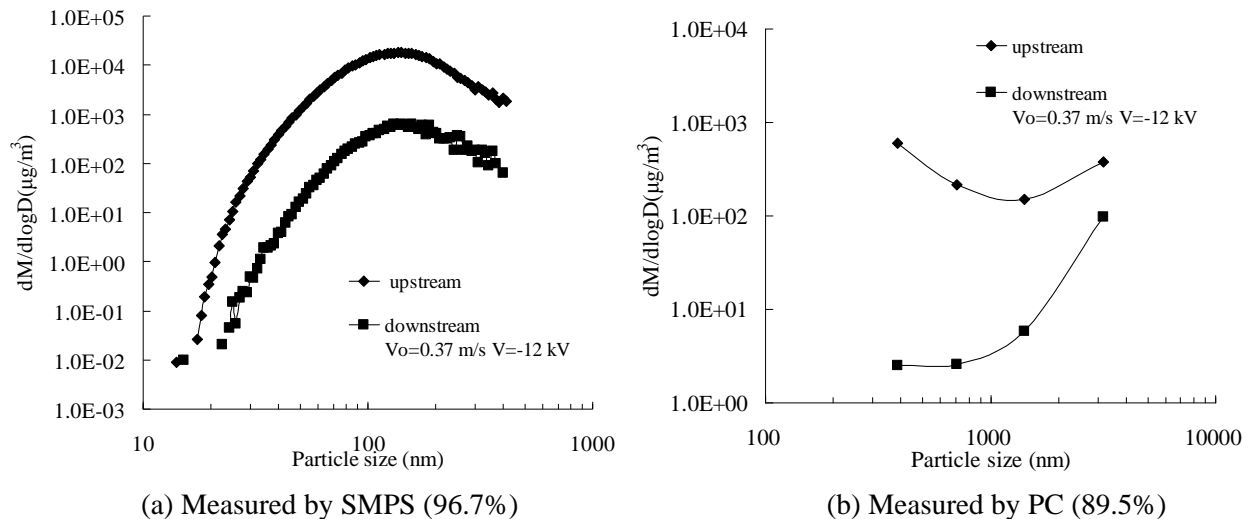 1.0E+05
1.0E+04
1.0E+03
1.0E+02
1.0E+01
1.0E+00
1.0E-01
1.0E-02
1.0E-03
dM/dlogD(μg/m³)
upstream
downstream
Vo=0.37 m/s V=-12 kV
10
100
1000
Particle size (nm)
(a) Measured by SMPS (96.7%)
1.0E+04
1.0E+03
1.0E+02
1.0E+01
1.0E+00
dM/dlogD(μg/m³)
upstream
downstream
Vo=0.37 m/s V=-12 kV
100
1000
10000
Particle size (nm)
(b) Measured by PC (89.5%)